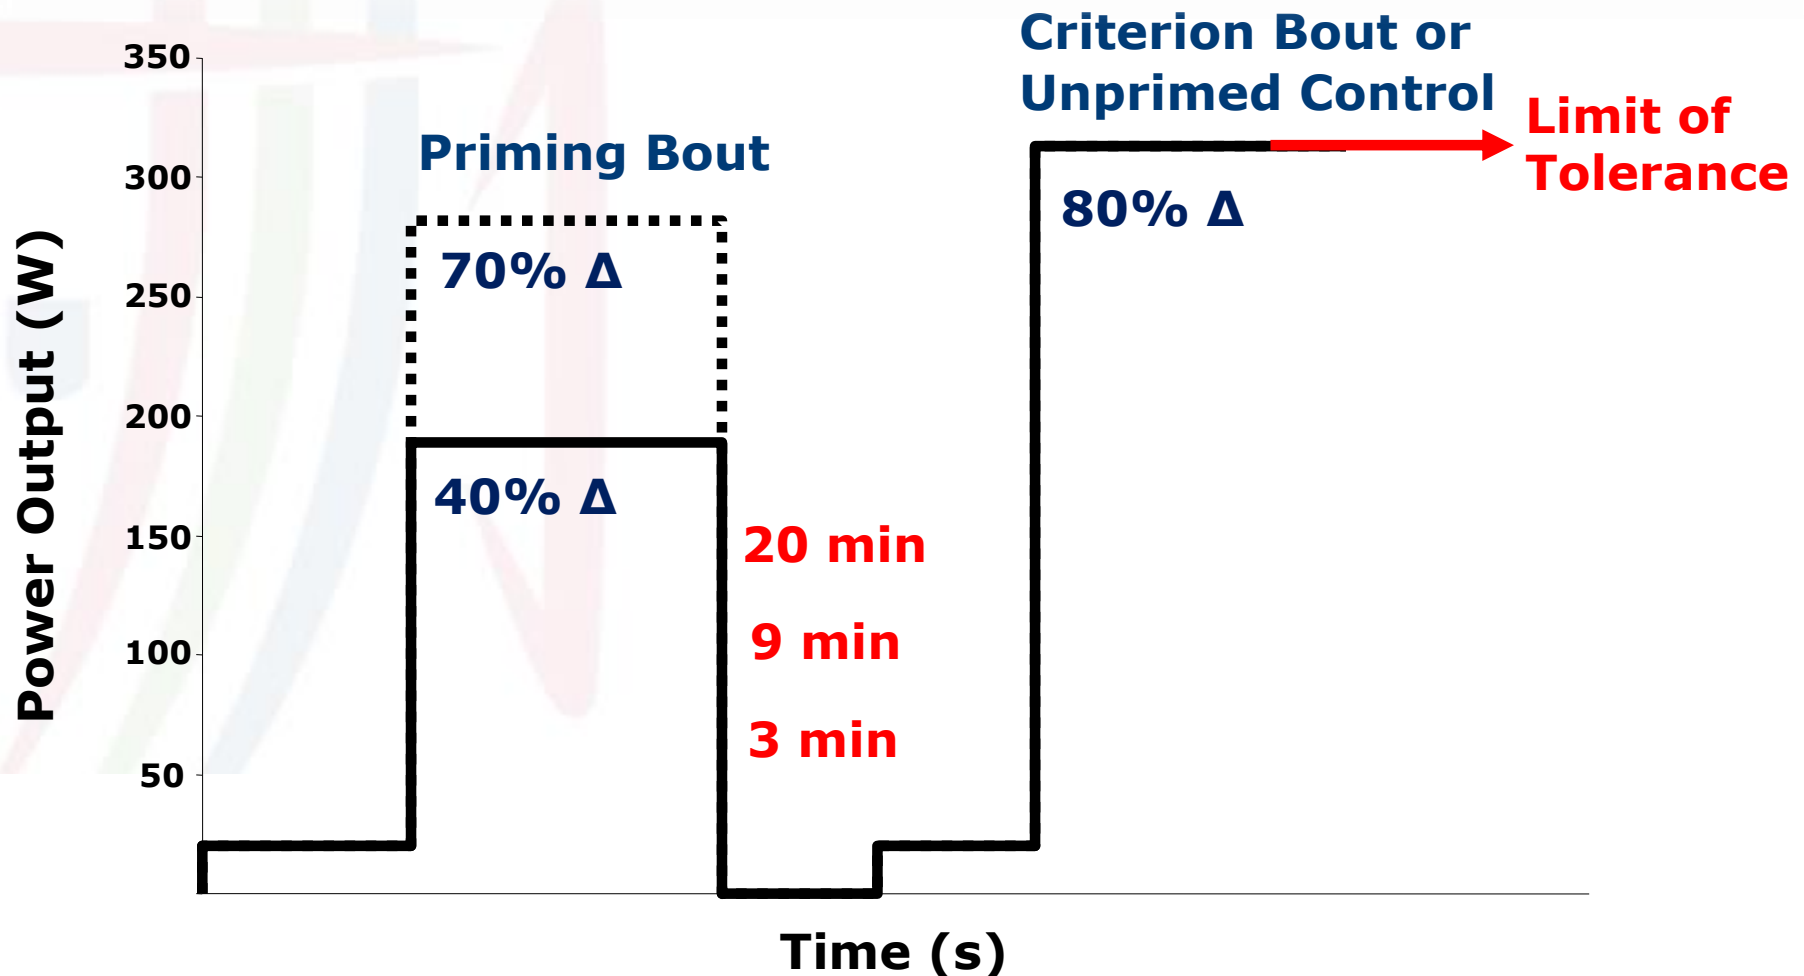 Criterion Bout or
Unprimed Control
Limit of
Tolerance
Priming Bout
70% Δ
40% Δ
80% Δ
20 min
9 min
3 min
350
300
250
200
150
100
50
Power Output (W)
Time (s)